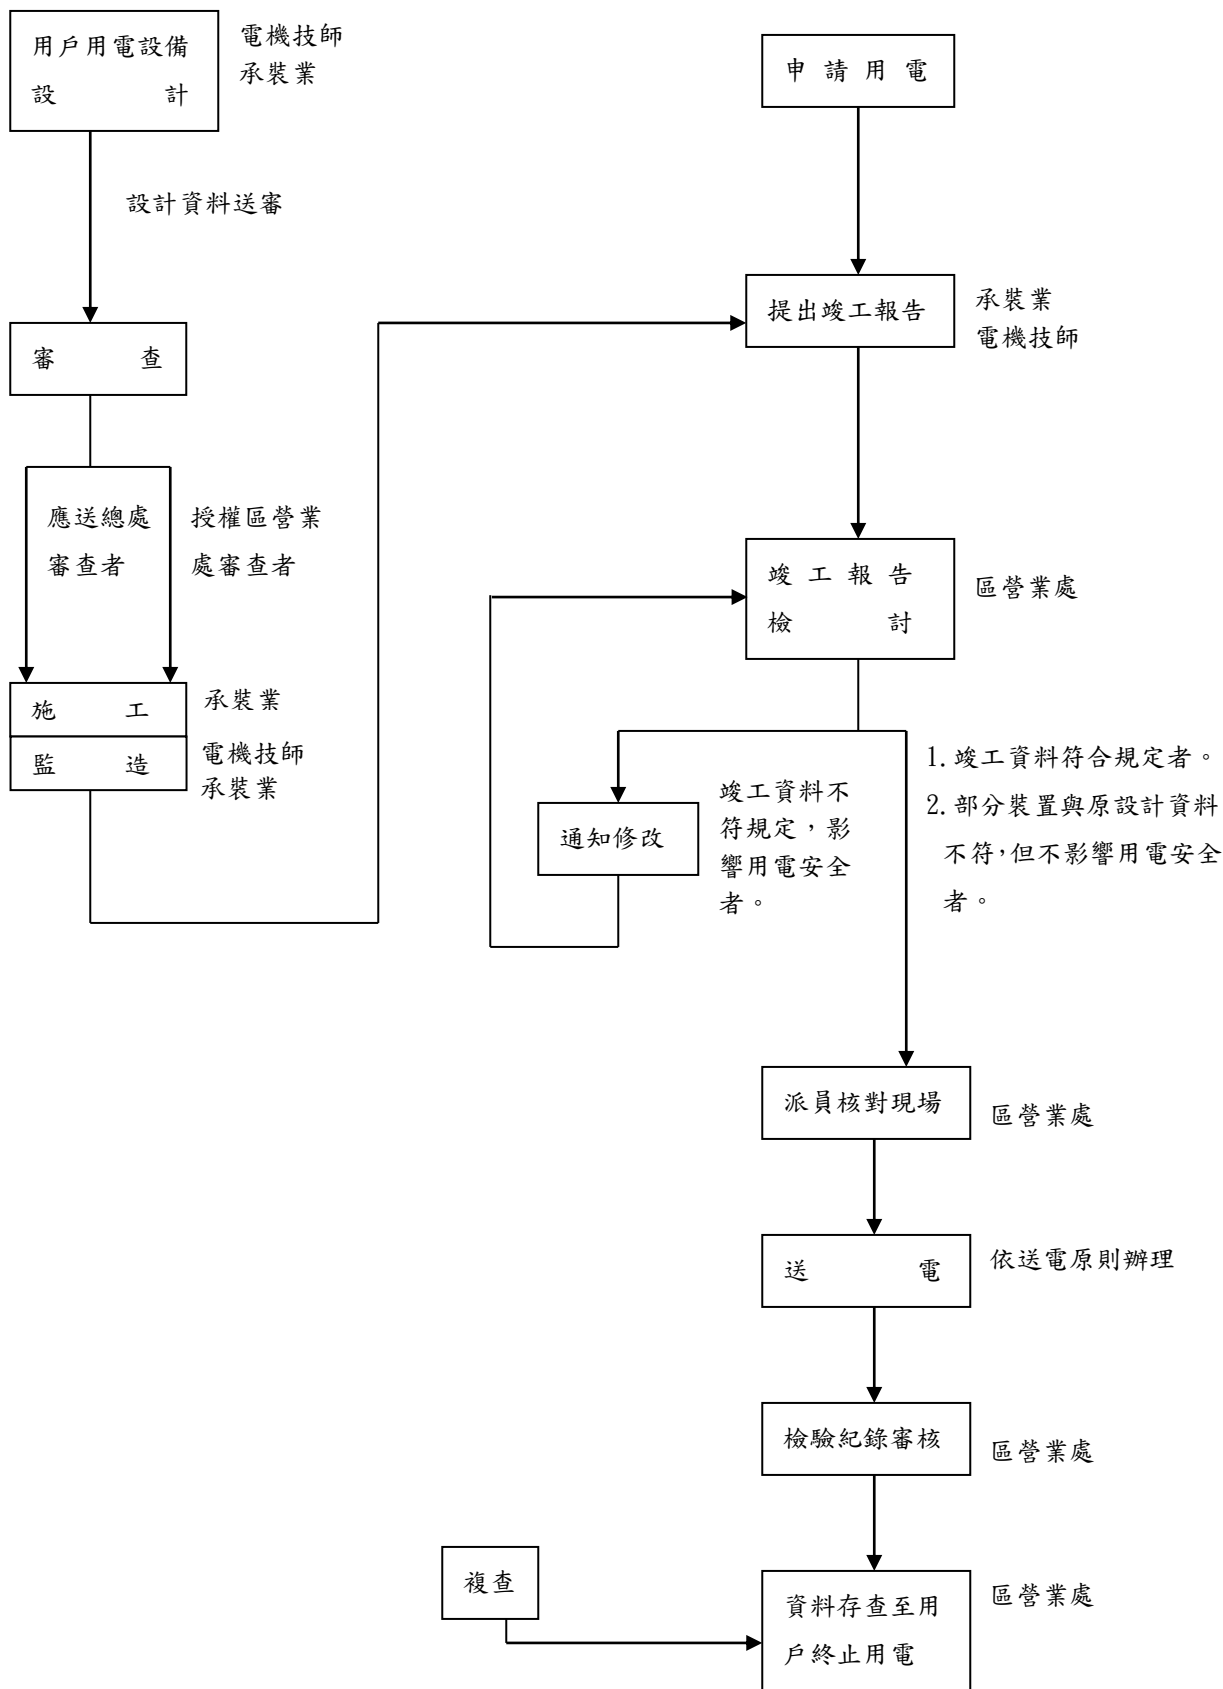 用戶用電設備
設計
電機技師
承裝業
設計資料送審
審查
應送總處
審查者
授權區營業
處審查者
施工
承裝業
監造
電機技師
承裝業
申請用電
提出竣工報告
承裝業
電機技師
竣工報告
檢討
區營業處
通知修改
竣工資料不
符規定，影
響用電安全
者。
1.竣工資料符合規定者。
2.部分裝置與原設計資料
不符，但不影響用電安全
者。
派員核對現場
區營業處
送電
依送電原則辦理
檢驗紀錄審核
區營業處
複查
資料存查至用
戶終止用電
區營業處